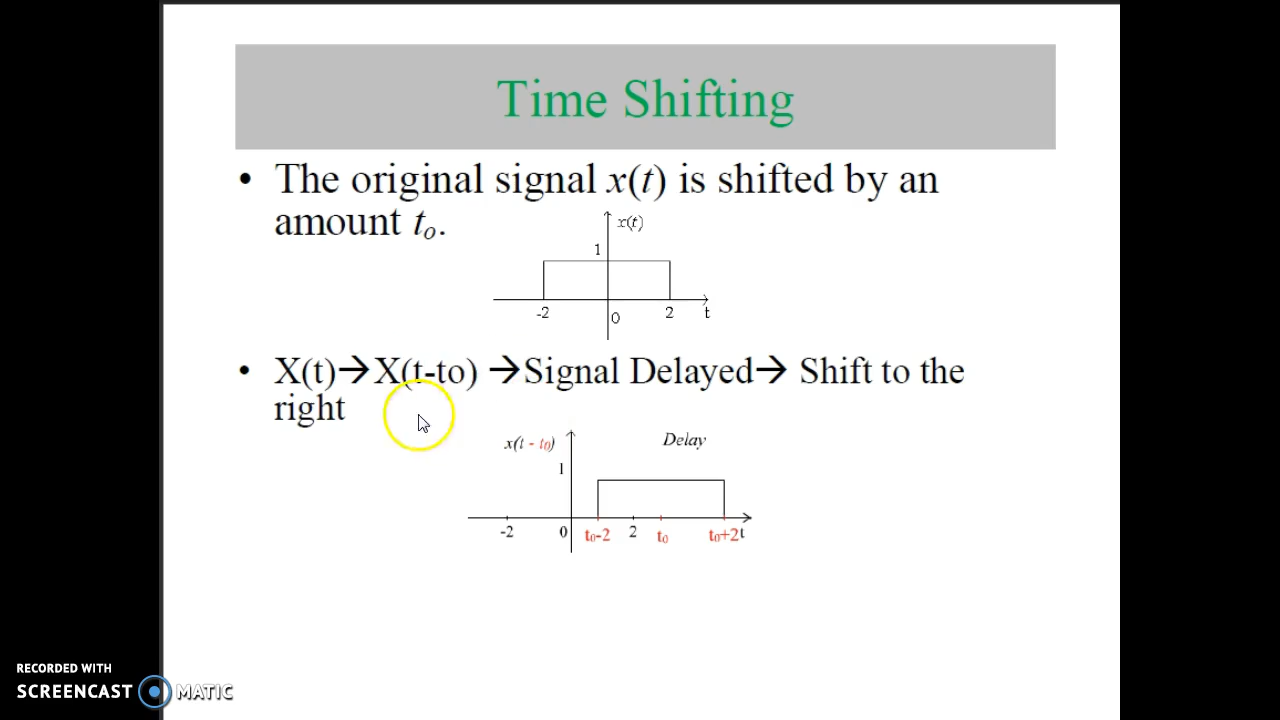 Time Shifting
• The original signal x(t) is shifted by an
amount to.
x(t)
1
-2 0 2 t
• X(t)→X(t-to) →Signal Delayed→ Shift to the
right
x(t - t0) Delay
1
-2 0 t0-2 2 t0 t0+2 t
RECORDED WITH
SCREENCAST MATIC